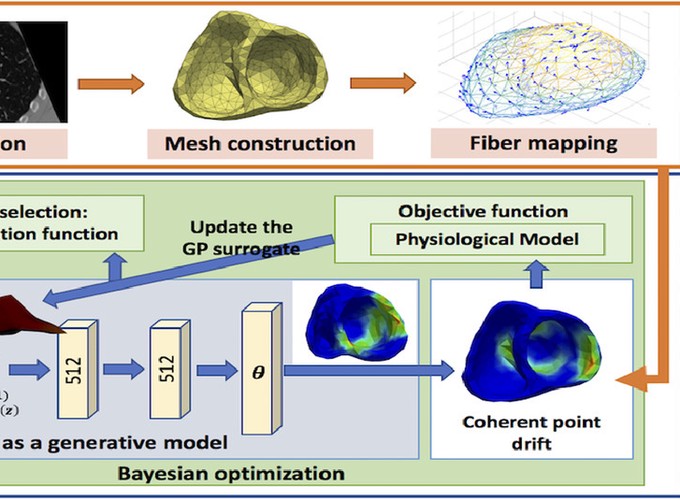 on
Mesh construction
Fiber mapping
selection:
tion function
Update the
GP surrogate
Objective function
Physiological Model
512
512
θ
)
(z)
Coherent point
drift
as a generative model
Bayesian optimization